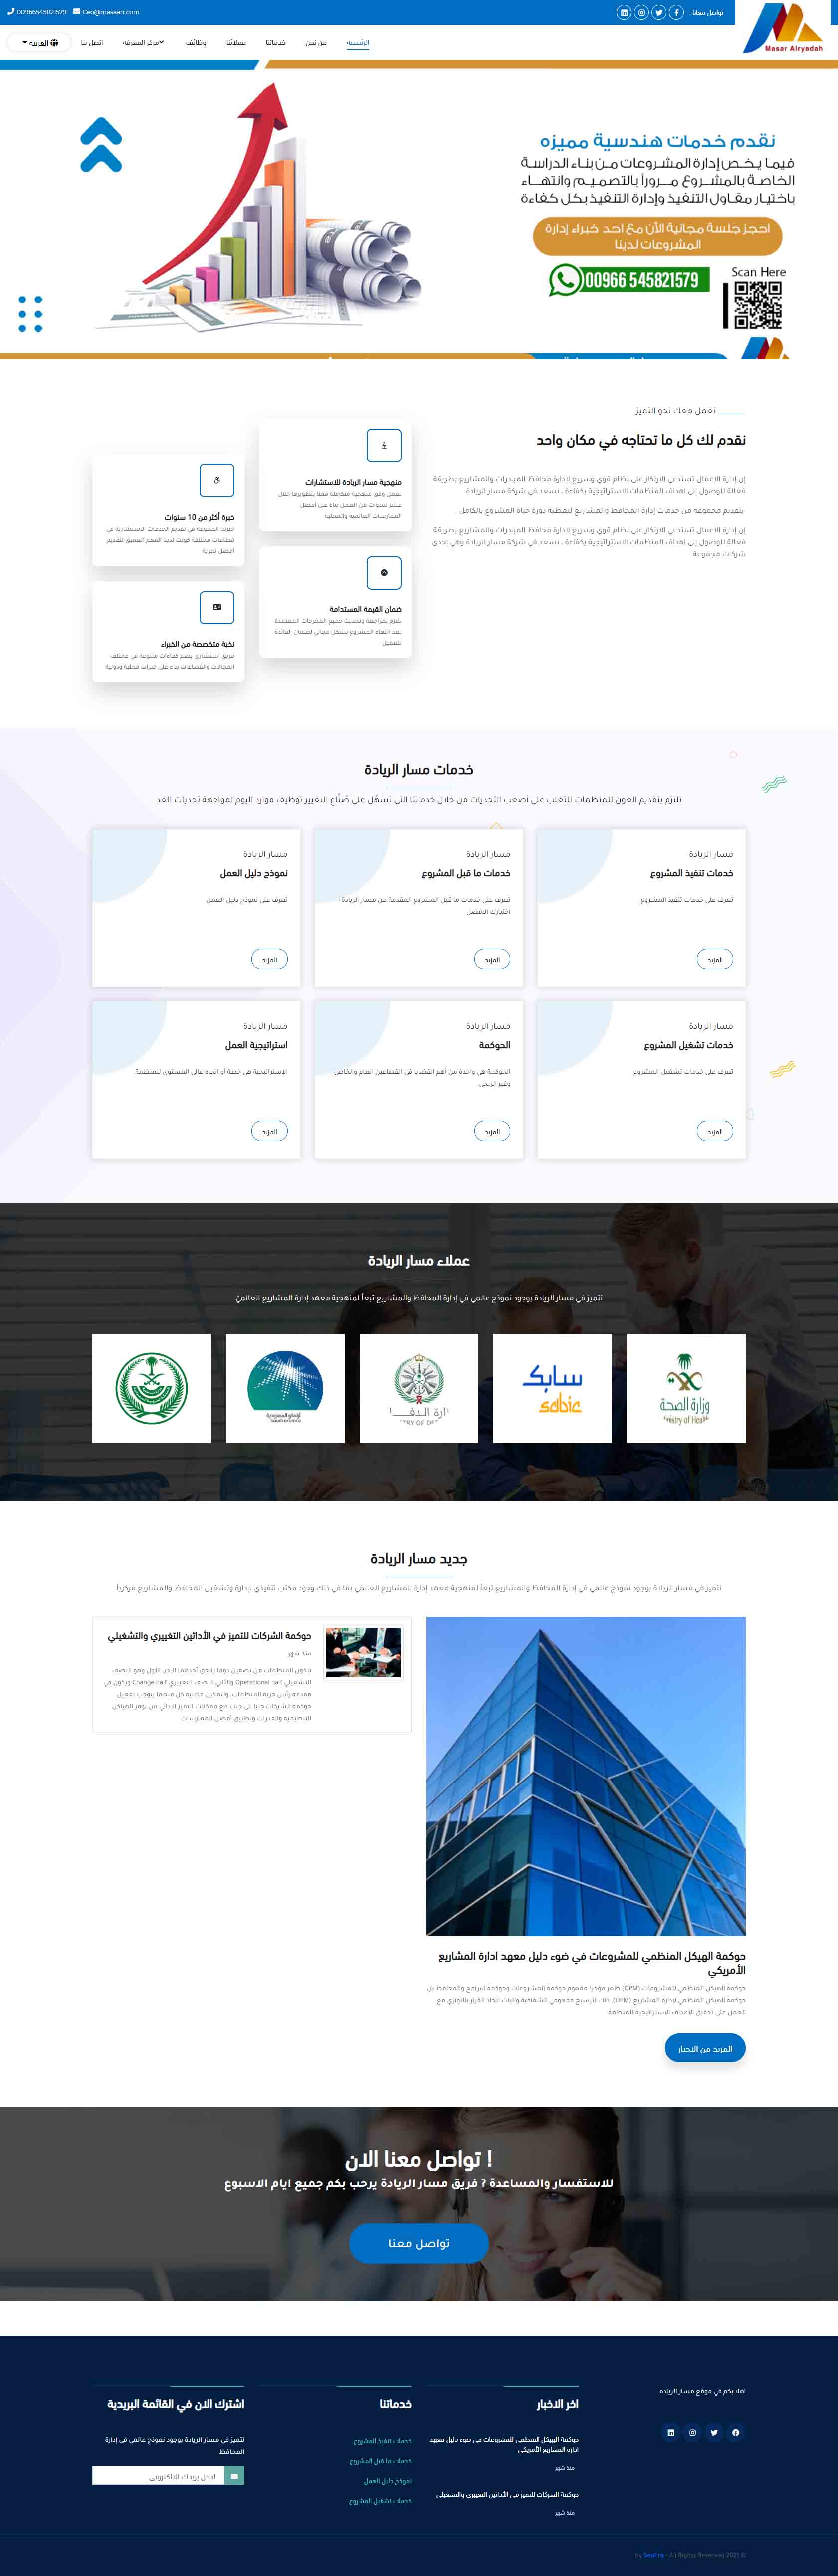 تواصل معانا :
Ceo@masaarr.com
00966545821579
Masar Alryadah
الرئيسية
من نحن
خدماتنا
عملائنا
وظائف
مركز المعرفة
اتصل بنا
العربية
نقدم خدمات هندسية مميزه
فيما يخص إدارة المشروعات من بناء الدراسة
الخاصة بالمشروع مروراً بالتصميم وانتهاء
باختيار مقاول التنفيذ وإدارة التنفيذ بكل كفاءة
احجز جلسة مجانية الأن مع احد خبراء إدارة
المشروعات لدينا
00966 545821579
Scan Here
نعمل معك نحو التميز
نقدم لك كل ما تحتاجه في مكان واحد
إن إدارة الاعمال تستدعي الارتكاز على نظام قوي وسريع لإدارة محافظ المبادرات والمشاريع بطريقة
فعالة للوصول إلى اهداف المنظمات الاستراتيجية بكفاءة ، نسعد في شركة مسار الريادة
بتقديم مجموعة من خدمات إدارة المحافظ والمشاريع لتغطية دورة حياة المشروع بالكامل .
إن إدارة الاعمال تستدعي الارتكاز على نظام قوي وسريع لإدارة محافظ المبادرات والمشاريع بطريقة
فعالة للوصول إلى اهداف المنظمات الاستراتيجية بكفاءة ، نسعد في شركة مسار الريادة وهي إحدى
شركات مجموعة
منهجية مسار الريادة للاستشارات
نعمل وفق منهجية متكاملة قمنا بتطويرها خلال
عشر سنوات من العمل بناءً على أفضل
الممارسات العالمية والمحلية
ضمان القيمة المستدامة
نلتزم بمراجعة وتحديث جميع المخرجات المعتمدة
بعد انتهاء المشروع بشكل مجاني لضمان الفائدة
للعميل
خبرة أكثر من 10 سنوات
خبرتنا المتنوعة في تقديم الخدمات الاستشارية في
قطاعات مختلفة كونت لدينا الفهم العميق لتقديم
أفضل تجربة
نخبة متخصصة من الخبراء
فريق استشاري يضم كفاءات متنوعة في مختلف
المجالات والقطاعات بناء على خبرات محلية ودولية
خدمات مسار الريادة
نلتزم بتقديم العون للمنظمات للتغلب على أصعب التحديات من خلال خدماتنا التي تسهّل على صُنَّاع التغيير توظيف موارد اليوم لمواجهة تحديات الغد
مسار الريادة
خدمات تنفيذ المشروع
تعرف على خدمات تنفيذ المشروع
المزيد
مسار الريادة
خدمات ما قبل المشروع
تعرف علي خدمات ما قبل المشروع المقدمة من مسار الريادة -
اختيارك الافضل
المزيد
مسار الريادة
نموذج دليل العمل
تعرف على نموذج دليل العمل
المزيد
مسار الريادة
خدمات تشغيل المشروع
تعرف على خدمات تشغيل المشروع
المزيد
مسار الريادة
الحوكمة
الحوكمة هي واحدة من أهم القضايا في القطاعين العام والخاص
وغير الربحي.
المزيد
مسار الريادة
استراتيجية العمل
الإستراتيجية هي خطة أو اتجاه عالي المستوى للمنظمة.
المزيد
عملاء مسار الريادة
نتميز في مسار الريادة بوجود نموذج عالمي في إدارة المحافظ والمشاريع تبعاً لمنهجية معهد إدارة المشاريع العالميّ
وزارة الصحة
سابك
sabic
أرامكو السعودية
saudi aramco
جديد مسار الريادة
نتميز في مسار الريادة بوجود نموذج عالمي في إدارة المحافظ والمشاريع تبعاً لمنهجية معهد إدارة المشاريع العالمي بما في ذلك وجود مكتب تنفيذي لإدارة وتشغيل المحافظ والمشاريع مركزياً
حوكمة الهيكل المنظمي للمشروعات في ضوء دليل معهد ادارة المشاريع
الأمريكي
حوكمة الهيكل المنظمي للمشروعات (OPM) ظهر مؤخرا مفهوم حوكمة المشروعات وحوكمة البرامج والمحافظ بل
حوكمة الهيكل المنظمي لإدارة المشاريع (OPM)، ذلك لترسيخ مفهومي الشفافية واليات اتخاذ القرار بالتوازي مع
العمل على تحقيق الاهداف الاستراتيجية للمنظمة.
المزيد من الاخبار
حوكمة الشركات للتميز في الأدائين التغييري والتشغيلي
منذ شهر
تتكون المنظمات من نصفين دوما يلاحق أحدهما الاخر، الأول وهو النصف
التشغيلي Operational half والثاني النصف التغييري Change half ويكون في
مقدمة رأس حربة المنظمات، ولتمكين فاعلية كل منهما يتوجب تفعيل
حوكمة الشركات جنبا الى جنب مع ممكنات التميز الادائي من توفر الهياكل
التنظيمية والقدرات وتطبيق أفضل الممارسات.
تواصل معنا الان !
للاستفسار والمساعدة ? فريق مسار الريادة يرحب بكم جميع ايام الاسبوع
تواصل معنا
اهلا بكم في موقع مسار الرياده
اخر الاخبار
حوكمة الهيكل المنظمي للمشروعات في ضوء دليل معهد
ادارة المشاريع الأمريكي
منذ شهر
حوكمة الشركات للتميز في الأدائين التغييري والتشغيلي
منذ شهر
خدماتنا
خدمات تنفيذ المشروع
خدمات ما قبل المشروع
نموذج دليل العمل
خدمات تشغيل المشروع
اشترك الان في القائمة البريدية
نتميز في مسار الريادة بوجود نموذج عالمي في إدارة
المحافظ
ادخل بريدك الالكترونى
by SeoEra - All Rights Reserved 2021 ©